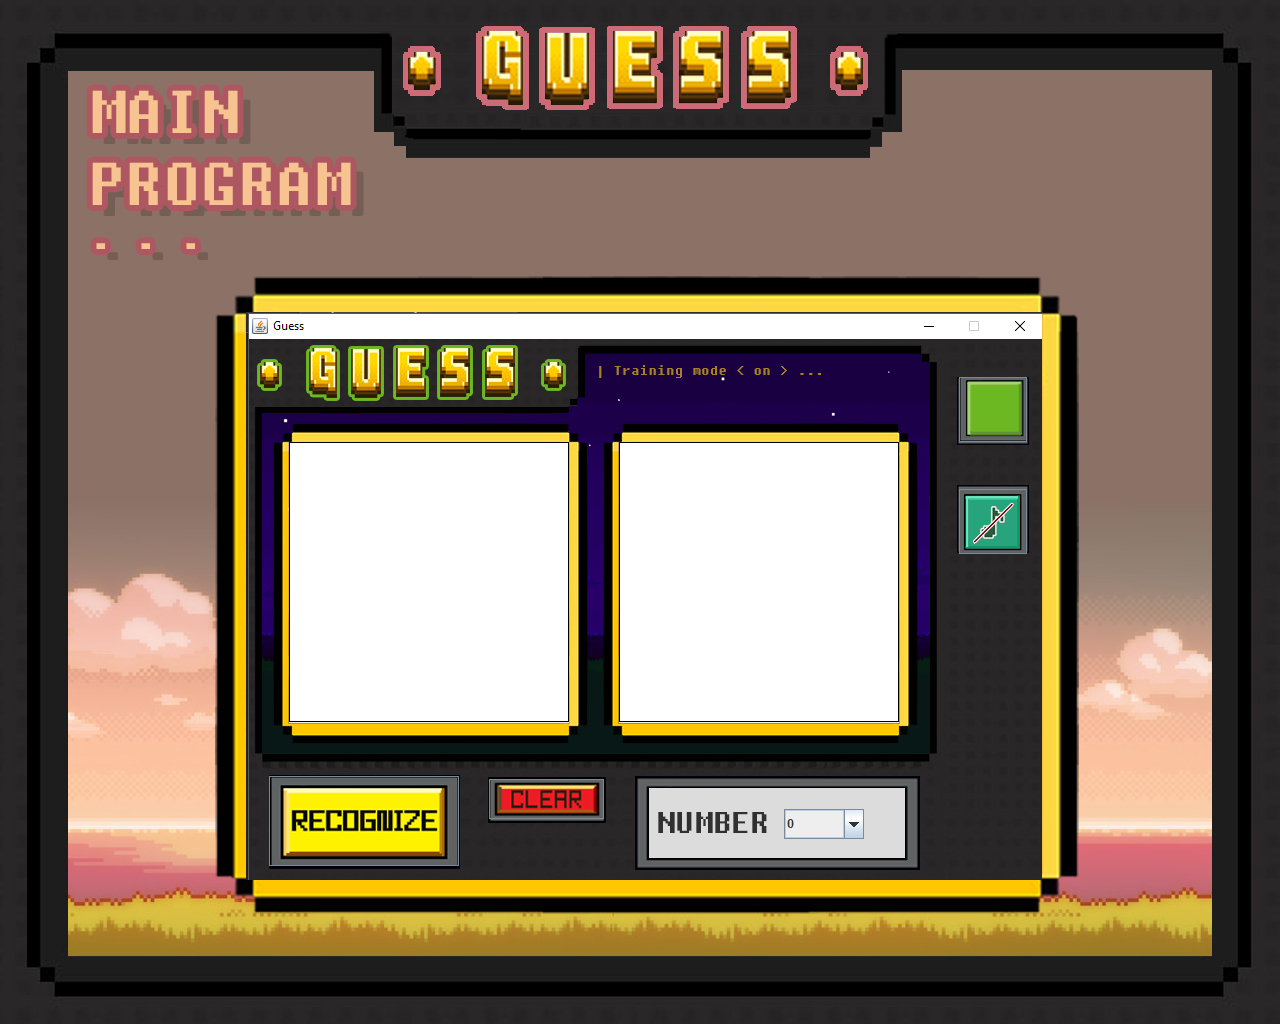 GUESS
MAIN
PROGRAM
. . .
Guess
GUESS
| Training mode < on > ...
RECOGNIZE
CLEAR
NUMBER 0